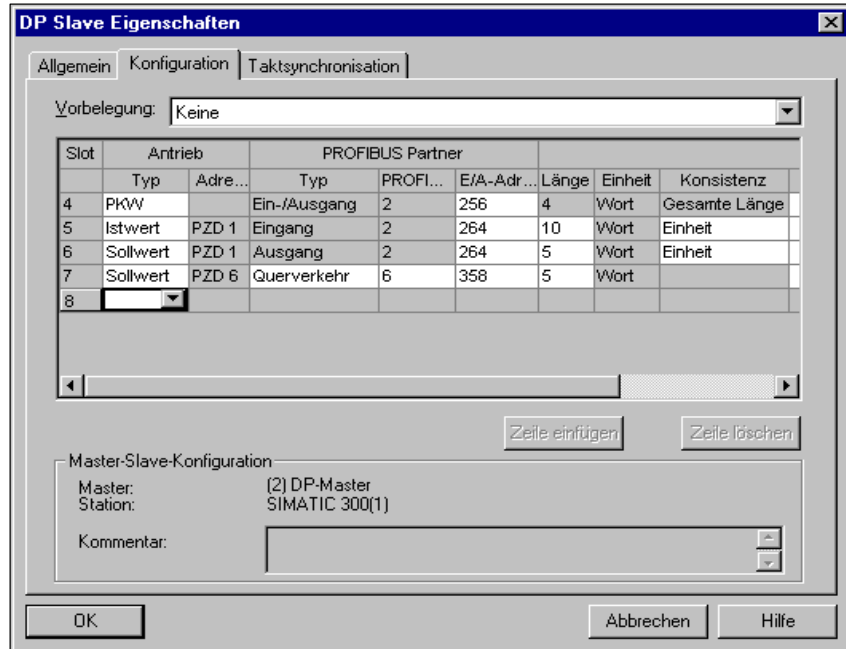 DP Slave Eigenschaften
Allgemein Konfiguration Taktsynchronisation
Vorbelegung: Keine
Slot Antrieb PROFIBUS Partner
Typ Adre... Typ PROFI... E/A-Adr... Länge Einheit Konsistenz
4 PKW Ein-/Ausgang 2 256 4 Wort Gesamte Länge
5 Istwert PZD 1 Eingang 2 264 10 Wort Einheit
6 Sollwert PZD 1 Ausgang 2 264 5 Wort Einheit
7 Sollwert PZD 6 Querverkehr 6 358 5 Wort
8
Zeile einfügen Zeile löschen
Master-Slave-Konfiguration
Master: (2) DP-Master
Station: SIMATIC 300(1)
Kommentar:
OK Abbrechen Hilfe